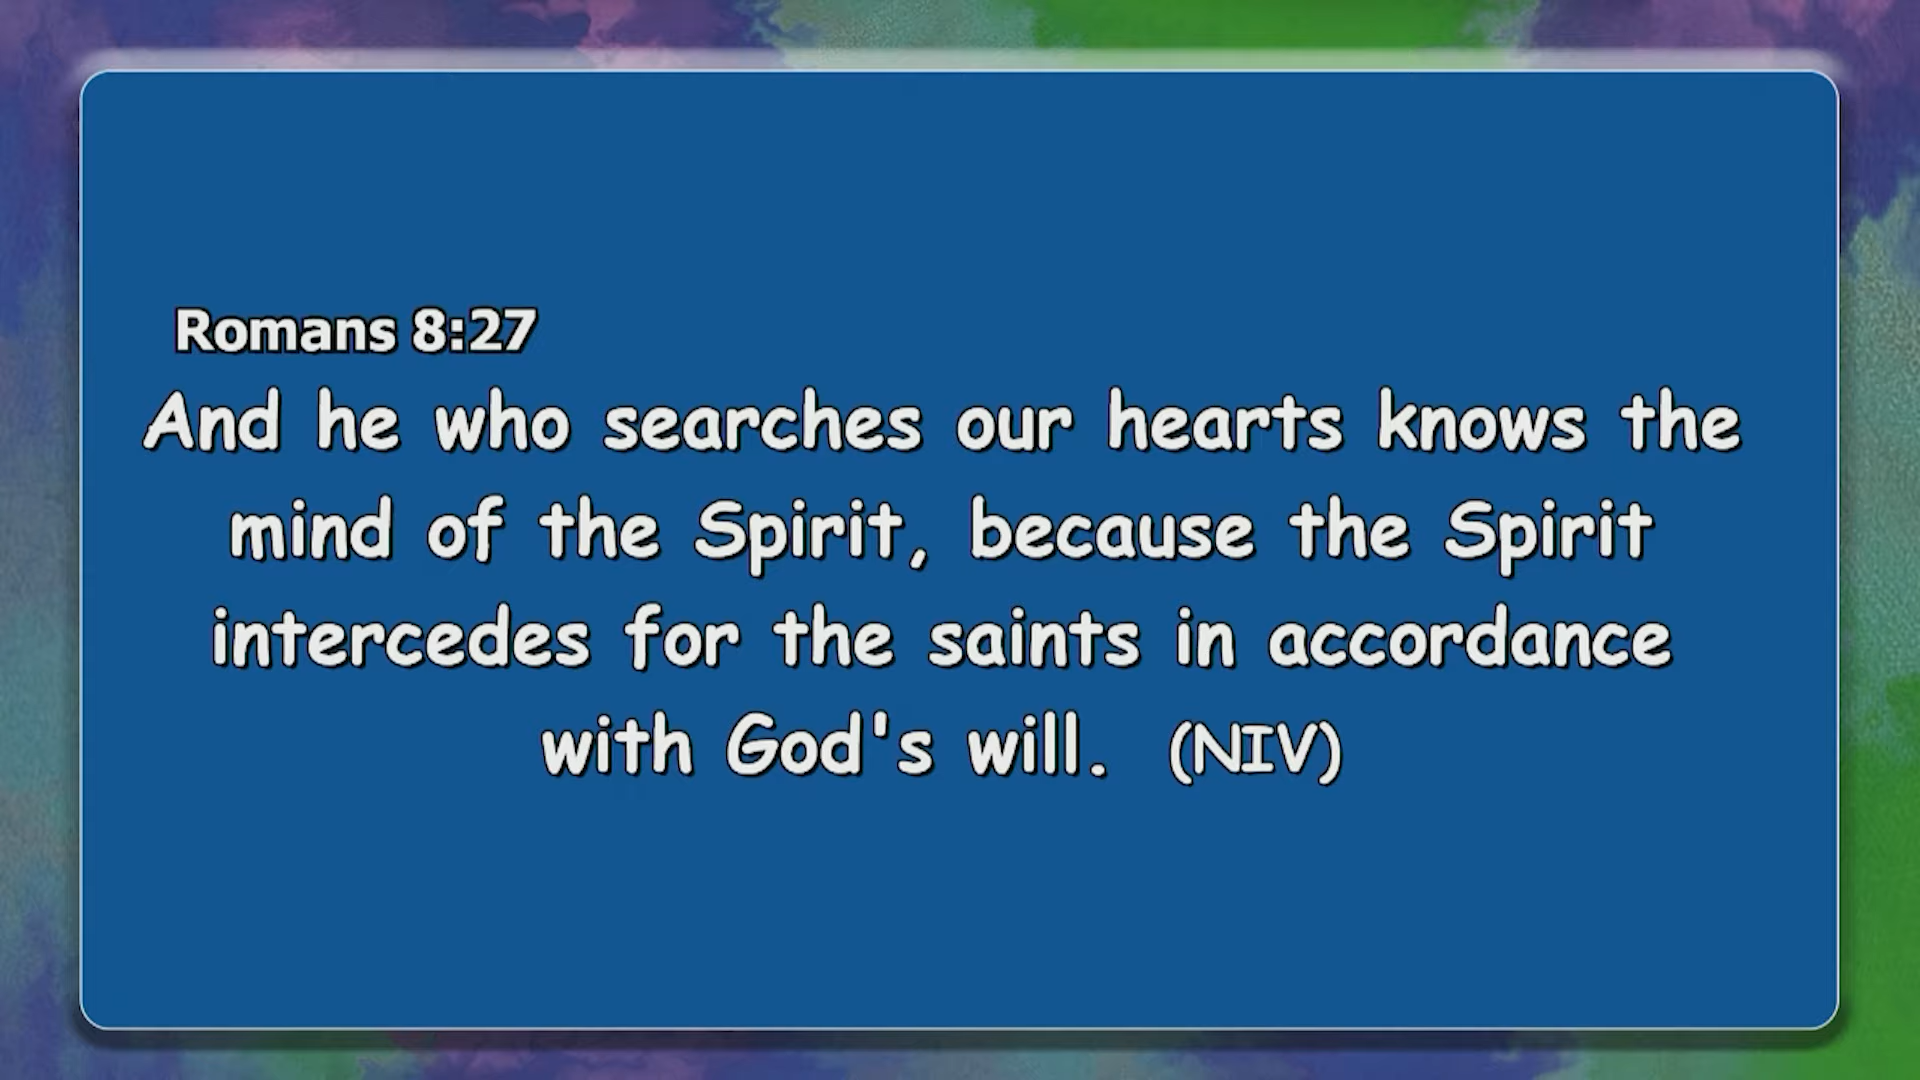 Romans 8:27
And he who searches our hearts knows the
mind of the Spirit, because the Spirit
intercedes for the saints in accordance
with God's will. (NIV)